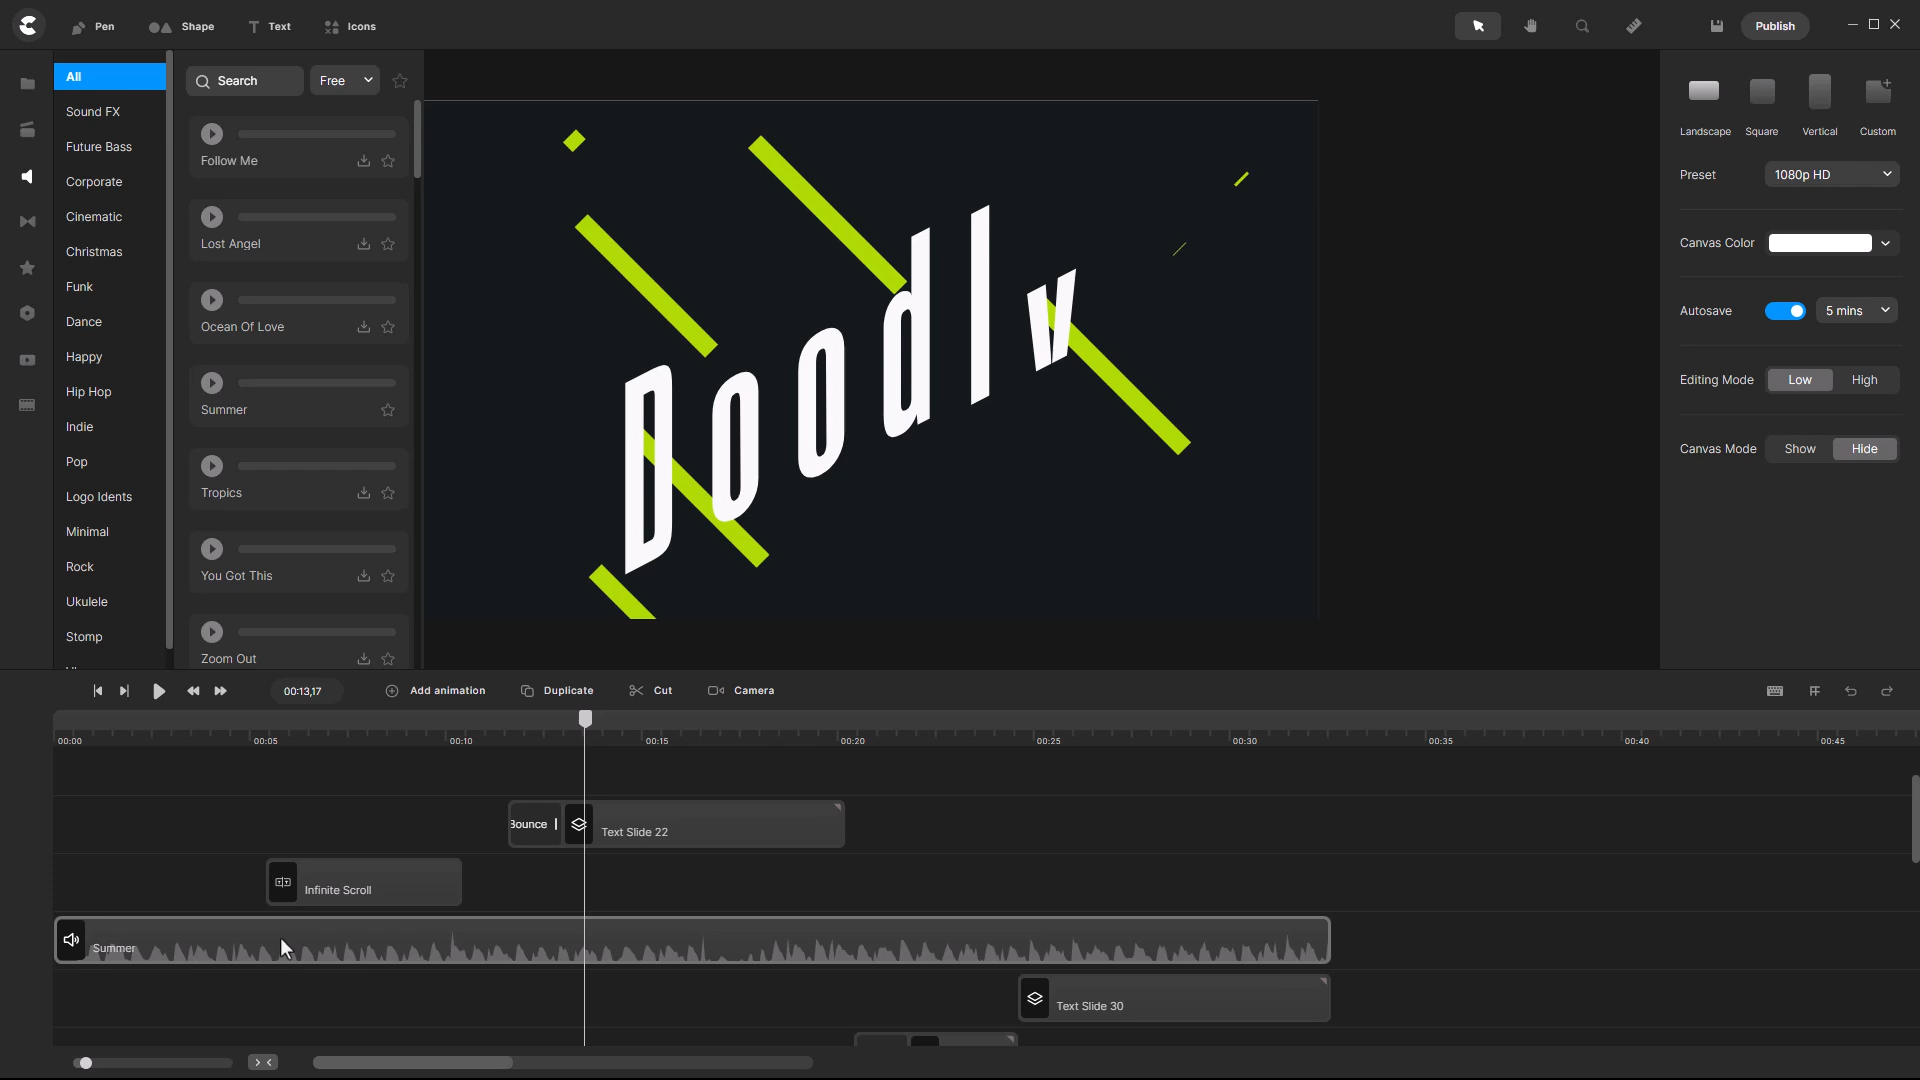 Pen Shape Text Icons Publish
All
Sound FX
Future Bass
Corporate
Cinematic
Christmas
Funk
Dance
Happy
Hip Hop
Indie
Pop
Logo Idents
Minimal
Rock
Ukulele
Stomp
Search Free
Follow Me
Lost Angel
Ocean Of Love
Summer
Tropics
You Got This
Zoom Out
Doodlv
Landscape Square Vertical Custom
Preset 1080p HD
Canvas Color
Autosave 5 mins
Editing Mode Low High
Canvas Mode Show Hide
00:13,17 Add animation Duplicate Cut Camera
00:00 00:05 00:10 00:15 00:20 00:25 00:30 00:35 00:40 00:45
Bounce Text Slide 22
Infinite Scroll
Summer
Text Slide 30